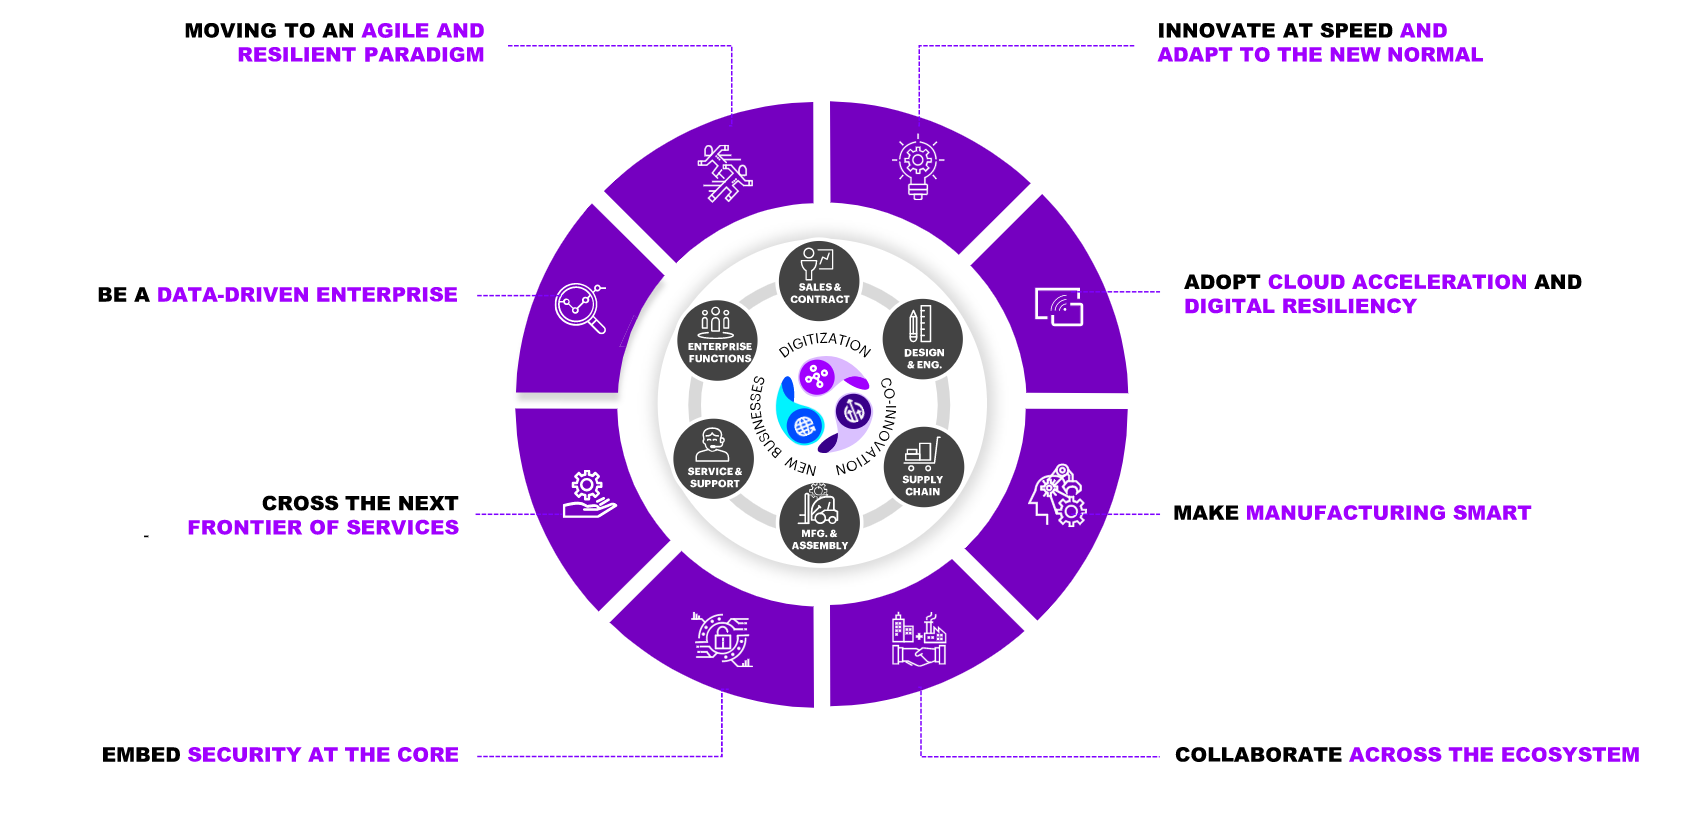 MOVING TO AN AGILE AND
RESILIENT PARADIGM
INNOVATE AT SPEED AND
ADAPT TO THE NEW NORMAL
BE A DATA-DRIVEN ENTERPRISE
ADOPT CLOUD ACCELERATION AND
DIGITAL RESILIENCY
CROSS THE NEXT
FRONTIER OF SERVICES
-
MAKE MANUFACTURING SMART
EMBED SECURITY AT THE CORE
COLLABORATE ACROSS THE ECOSYSTEM
SALES &
CONTRACT
DESIGN
& ENG.
SUPPLY
CHAIN
MFG. &
ASSEMBLY
SERVICE &
SUPPORT
ENTERPRISE
FUNCTIONS
DIGITIZATION
CO-INNOVATION
NEW BUSINESSES